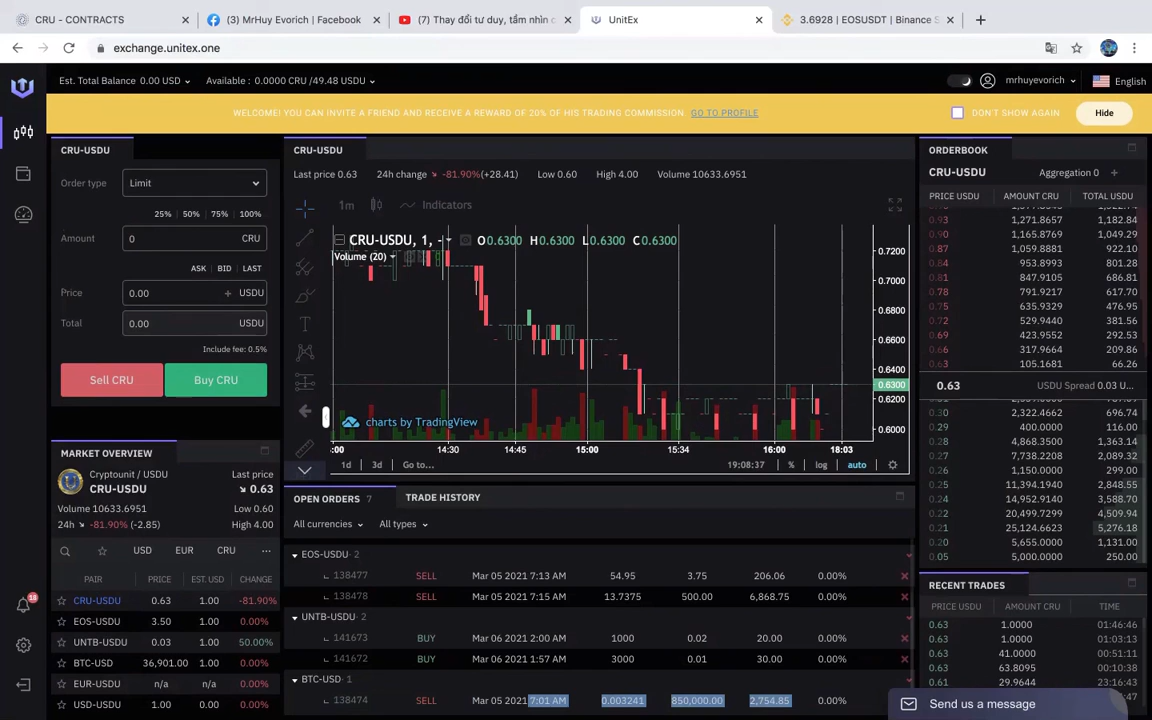 CRU - CONTRACTS
(3) MrHuy Evorich | Facebook
(7) Thay đổi tư duy, tầm nhìn c
UnitEx
3.6928 | EOSUSDT | Binance S
exchange.unitex.one
Est. Total Balance 0.00 USD
Available : 0.0000 CRU /49.48 USDU
mrhuyevorich
English
WELCOME! YOU CAN INVITE A FRIEND AND RECEIVE A REWARD OF 20% OF HIS TRADING COMMISSION GO TO PROFILE
DON'T SHOW AGAIN
Hide
CRU-USDU
Order type
Limit
25% 50% 75% 100%
Amount
0
CRU
ASK BID LAST
Price
0.00
+ USDU
Total
0.00
USDU
Include fee: 0.5%
Sell CRU
Buy CRU
MARKET OVERVIEW
Cryptounit / USDU
Last price
CRU-USDU
0.63
Volume 10633.6951
Low 0.60
24h -81.90% (-2.85)
High 4.00
USD EUR CRU ...
PAIR PRICE EST. USD CHANGE
CRU-USDU 0.63 1.00 -81.90%
EOS-USDU 3.50 1.00 0.00%
UNTB-USDU 0.03 1.00 50.00%
BTC-USD 36,901.00 1.00 0.00%
EUR-USDU n/a n/a 0.00%
USD-USDU 1.00 0.00 0.00%
18
CRU-USDU
Last price 0.63
24h change -81.90%(+28.41)
Low 0.60
High 4.00
Volume 10633.6951
1m
Indicators
CRU-USDU, 1, -
O0.6300 H0.6300 L0.6300 C0.6300
Volume (20)
0.7200
0.7000
0.6800
0.6600
0.6400
0.6300
0.6200
0.6000
charts by TradingView
:00 14:30 14:45 15:00 15:34 16:00 18:03
1d 3d Go to...
19:08:37 % log auto
OPEN ORDERS 7
TRADE HISTORY
All currencies
All types
EOS-USDU· 2
138477 SELL Mar 05 2021 7:13 AM 54.95 3.75 206.06 0.00%
138478 SELL Mar 05 2021 7:15 AM 13.7375 500.00 6,868.75 0.00%
UNTB-USDU· 2
141673 BUY Mar 06 2021 2:00 AM 1000 0.02 20.00 0.00%
141672 BUY Mar 06 2021 1:57 AM 3000 0.01 30.00 0.00%
BTC-USD· 1
138474 SELL Mar 05 2021 7:01 AM 0.003241 850,000.00 2,754.85 0.00%
ORDERBOOK
CRU-USDU
Aggregation 0 +
PRICE USDU AMOUNT CRU TOTAL USDU
0.93 1,271.8657 1,182.84
0.90 1,165.8769 1,049.29
0.87 1,059.8881 922.10
0.84 953.8993 801.28
0.81 847.9105 686.81
0.78 791.9217 617.70
0.75 635.9329 476.95
0.72 529.9440 381.56
0.69 423.9552 292.53
0.66 317.9664 209.86
0.63 105.1681 66.26
0.63
USDU Spread 0.03 U...
0.30 2,322.4662 696.74
0.29 400.0000 116.00
0.28 4,868.3500 1,363.14
0.27 7,738.2208 2,089.32
0.26 1,150.0000 299.00
0.25 11,394.1940 2,848.55
0.24 14,952.9140 3,588.70
0.22 20,499.7299 4,509.94
0.21 25,124.6623 5,276.18
0.20 5,655.0000 1,131.00
0.05 5,000.0000 250.00
RECENT TRADES
PRICE USDU AMOUNT CRU TIME
0.63 1.0000 01:46:46
0.63 1.0000 01:03:13
0.63 41.0000 00:51:11
0.63 63.8095 00:10:38
0.61 29.9644 23:16:43
Send us a message